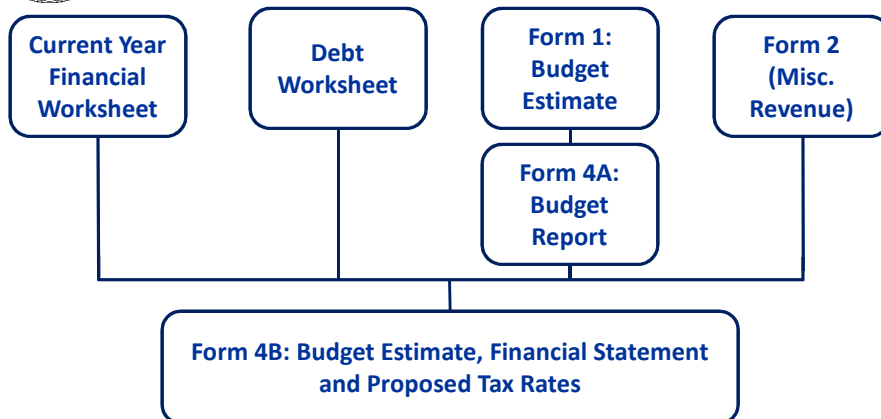 Current Year
Financial
Worksheet
Debt
Worksheet
Form 1:
Budget
Estimate
Form 2
(Misc.
Revenue)
Form 4A:
Budget
Report
Form 4B: Budget Estimate, Financial Statement
and Proposed Tax Rates